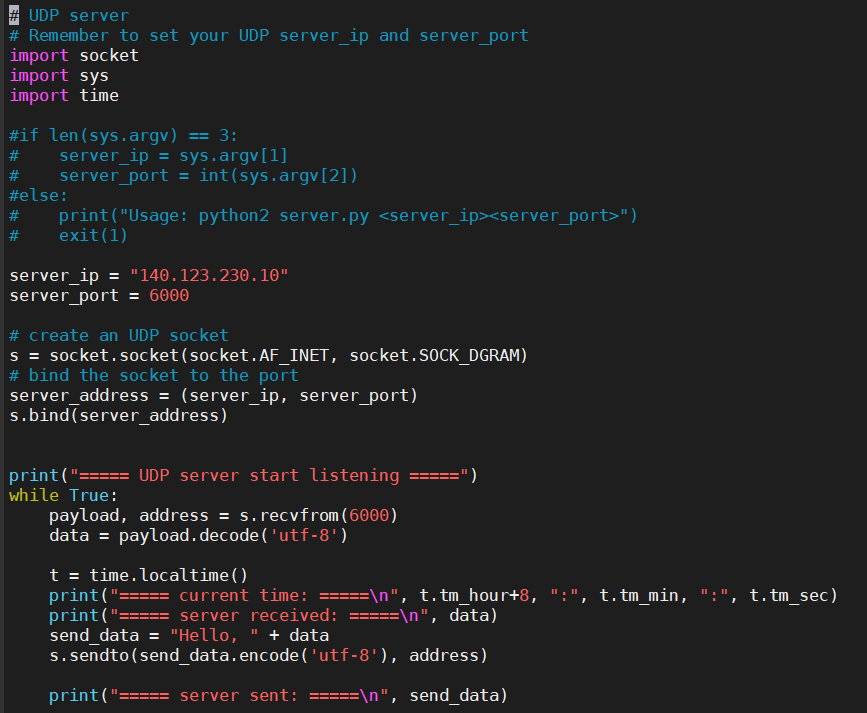 # UDP server
# Remember to set your UDP server_ip and server_port
import socket
import sys
import time

#if len(sys.argv) == 3:
#    server_ip = sys.argv[1]
#    server_port = int(sys.argv[2])
#else:
#    print("Usage: python2 server.py <server_ip><server_port>")
#    exit(1)

server_ip = "140.123.230.10"
server_port = 6000

# create an UDP socket
s = socket.socket(socket.AF_INET, socket.SOCK_DGRAM)
# bind the socket to the port
server_address = (server_ip, server_port)
s.bind(server_address)


print("===== UDP server start listening =====")
while True:
    payload, address = s.recvfrom(6000)
    data = payload.decode('utf-8')

    t = time.localtime()
    print("===== current time: =====\n", t.tm_hour+8, ":", t.tm_min, ":", t.tm_sec)
    print("===== server received: =====\n", data)
    send_data = "Hello, " + data
    s.sendto(send_data.encode('utf-8'), address)

    print("===== server sent: =====\n", send_data)